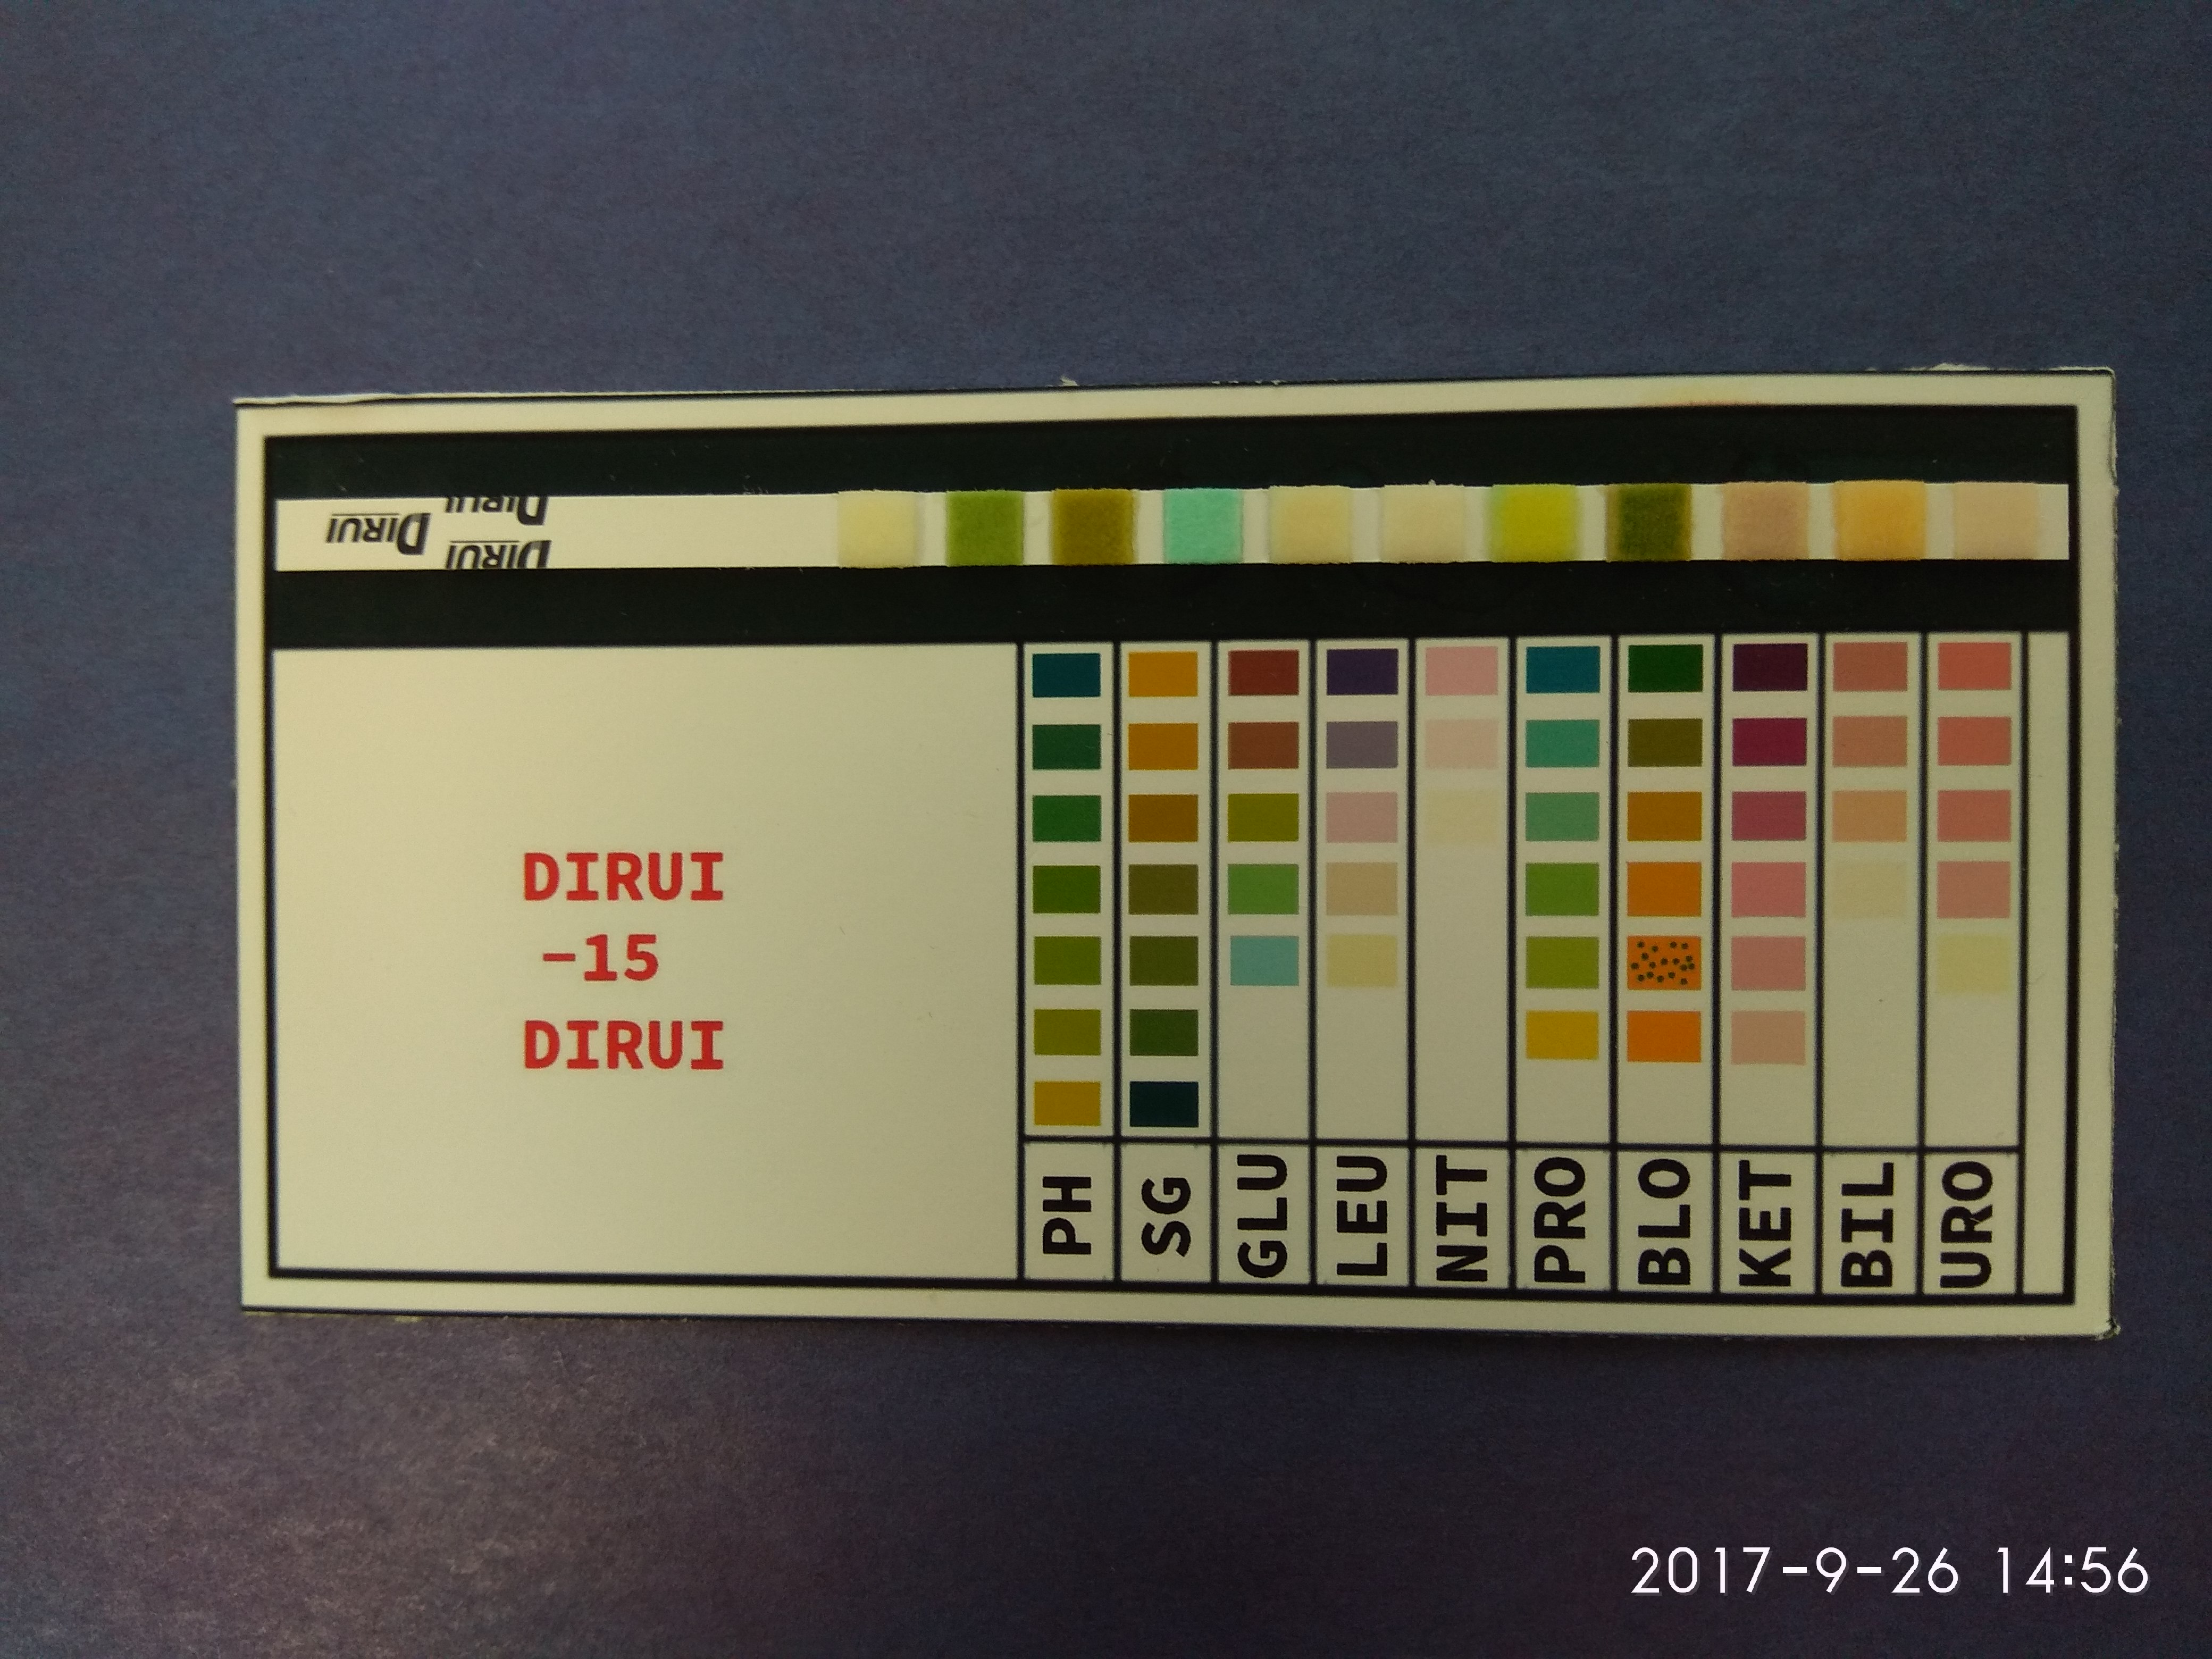 DIRUI
DIRUI
DIRUI
DIRUI
-15
DIRUI
PH
SG
GLU
LEU
NIT
PRO
BLO
KET
BIL
URO
2017-9-26 14:56